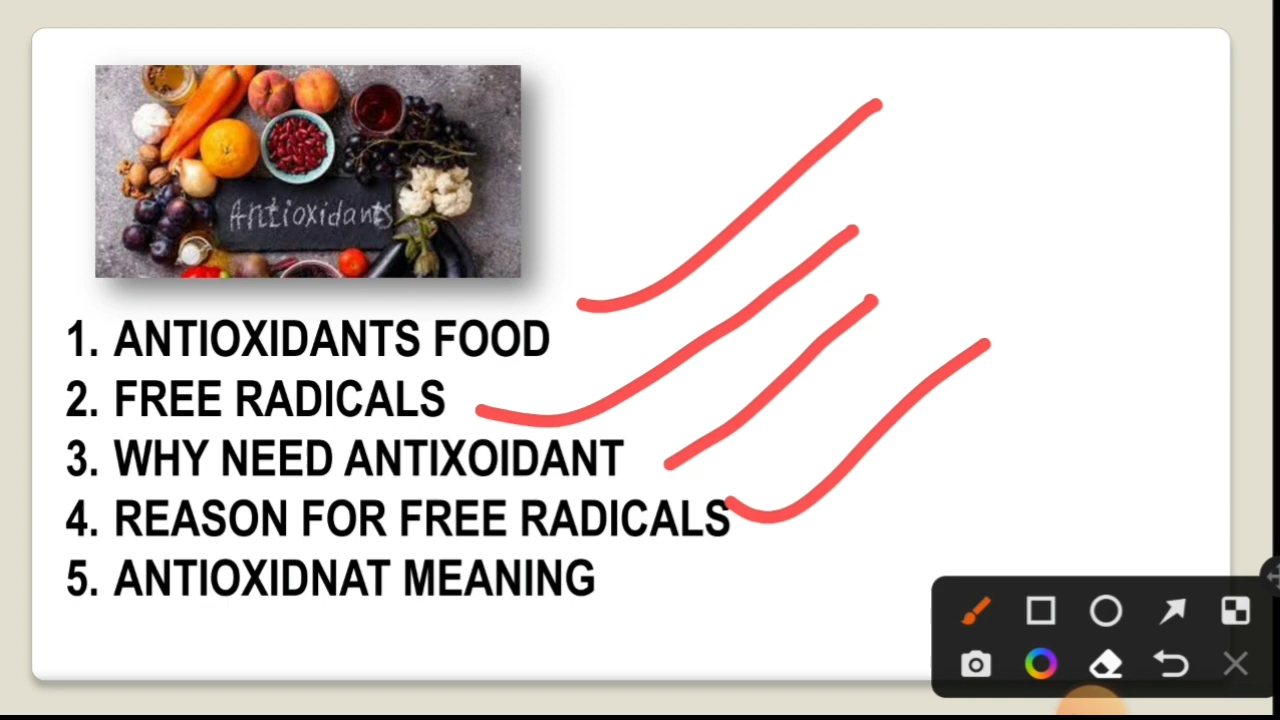 Antioxidants
1. ANTIOXIDANTS FOOD
2. FREE RADICALS
3. WHY NEED ANTIXOIDANT
4. REASON FOR FREE RADICALS
5. ANTIOXIDNAT MEANING